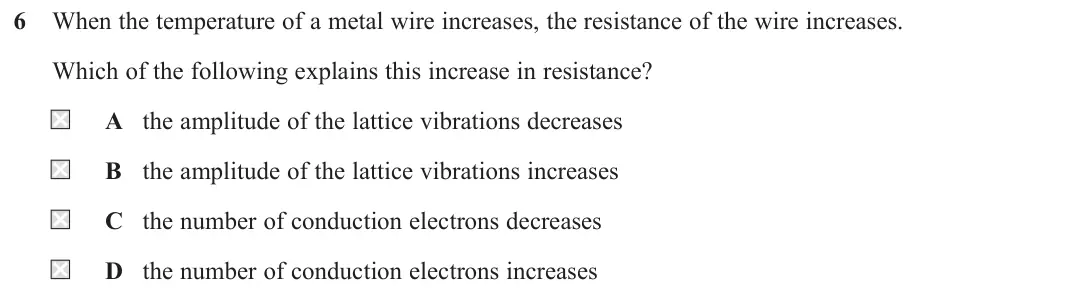 6 When the temperature of a metal wire increases, the resistance of the wire increases.
Which of the following explains this increase in resistance?
A the amplitude of the lattice vibrations decreases
B the amplitude of the lattice vibrations increases
C the number of conduction electrons decreases
D the number of conduction electrons increases